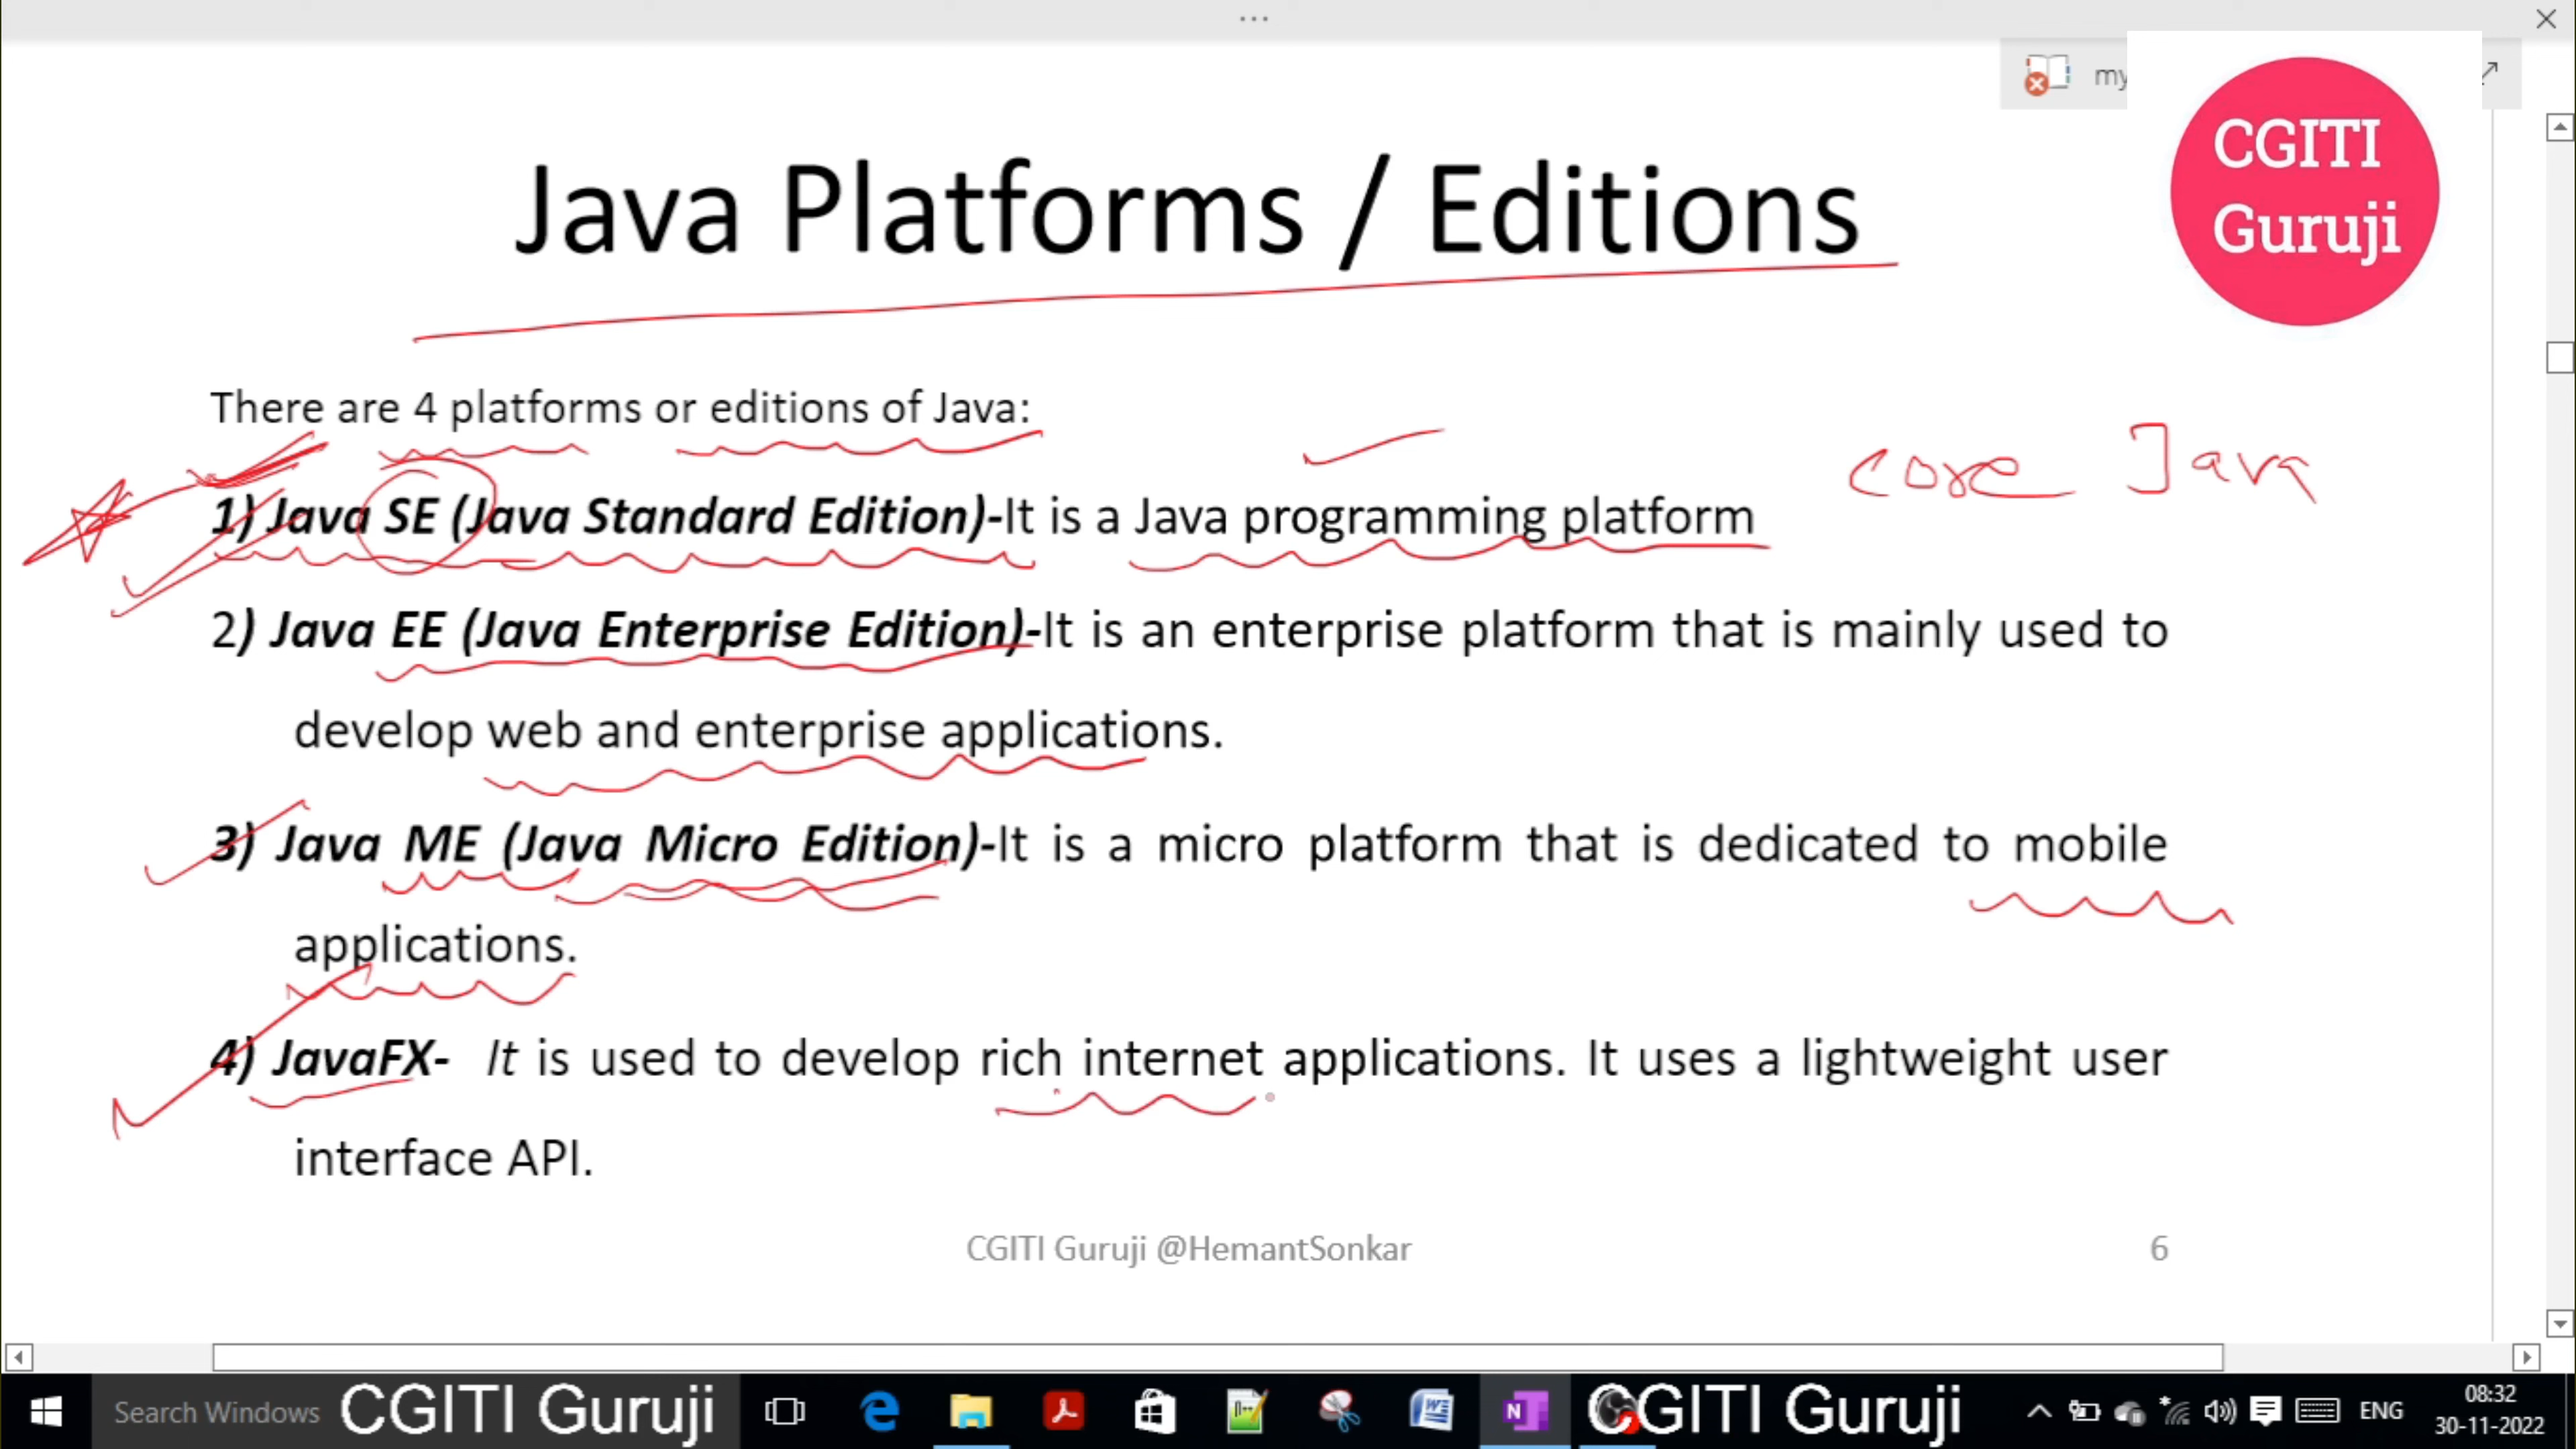 ...
my
CGITI
Guruji
Java Platforms / Editions
There are 4 platforms or editions of Java:
core Java
1) Java SE (Java Standard Edition)-It is a Java programming platform
2) Java EE (Java Enterprise Edition)-It is an enterprise platform that is mainly used to
develop web and enterprise applications.
3) Java ME (Java Micro Edition)-It is a micro platform that is dedicated to mobile
applications.
4) JavaFX- It is used to develop rich internet applications. It uses a lightweight user
interface API.
CGITI Guruji @HemantSonkar 6
Search Windows CGITI Guruji CGITI Guruji ENG 08:32
30-11-2022